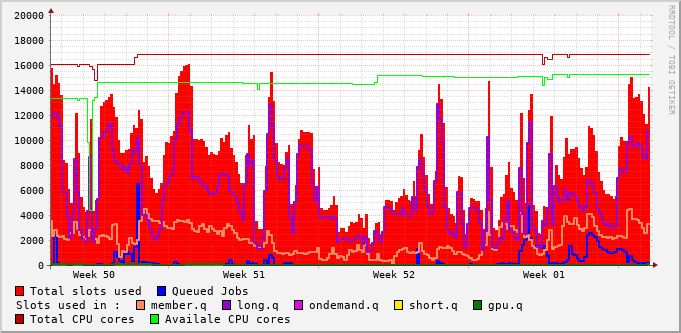 20000
18000
16000
14000
12000
10000
8000
6000
4000
2000
0
Week 50 Week 51 Week 52 Week 01
Total slots used Queued Jobs
Slots used in : member.q long.q ondemand.q short.q gpu.q
Total CPU cores Availale CPU cores
RRDTOOL / TOBI OETIKER